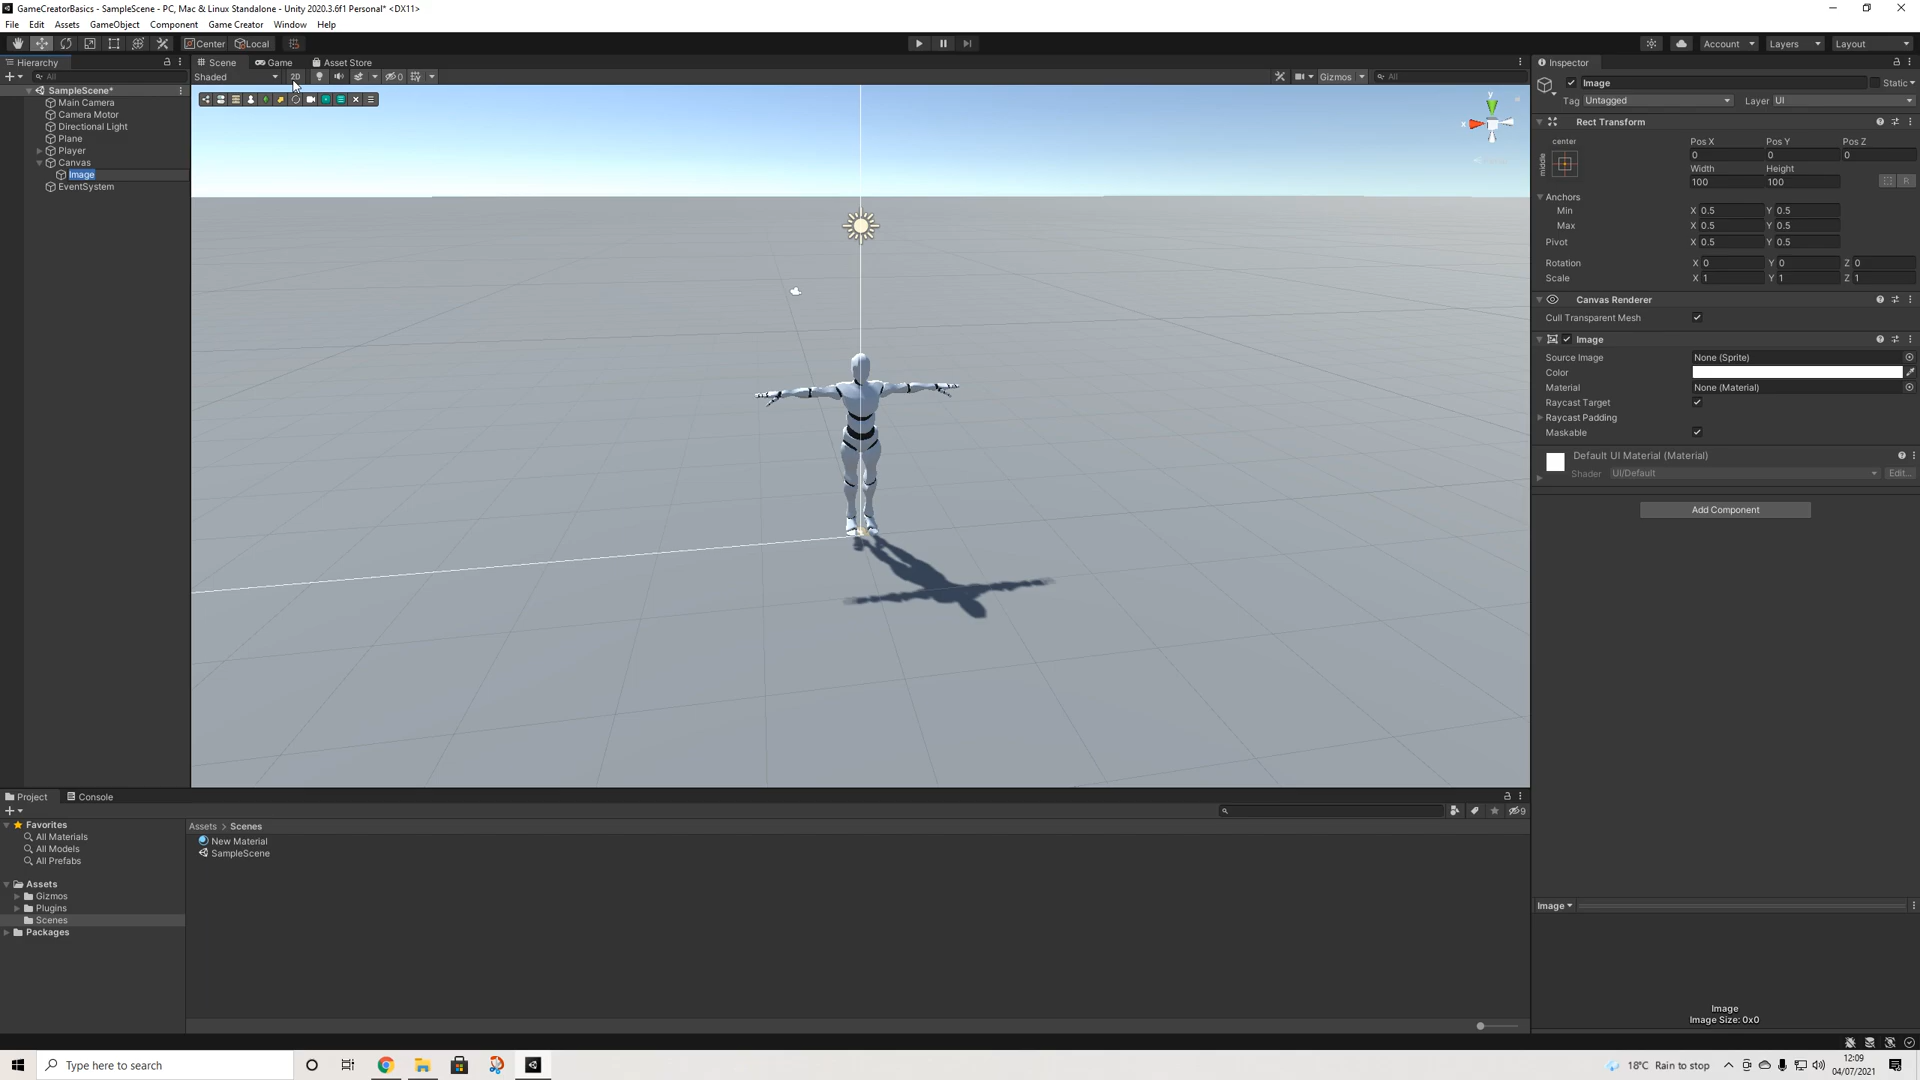 GameCreatorBasics - SampleScene - PC, Mac & Linux Standalone - Unity 2020.3.6f1 Personal* <DX11>
File Edit Assets GameObject Component Game Creator Window Help
Center Local Account Layers Layout
Hierarchy Scene Game Asset Store Inspector
All Shaded 2D 0 Gizmos All
SampleScene*
Main Camera
Camera Motor
Directional Light
Plane
Player
Canvas
Image
EventSystem
y
x
Image Static
Tag Untagged Layer UI
Rect Transform
center
middle
Pos X Pos Y Pos Z
0 0 0
Width Height
100 100 R
Anchors
Min X 0.5 Y 0.5
Max X 0.5 Y 0.5
Pivot X 0.5 Y 0.5
Rotation X 0 Y 0 Z 0
Scale X 1 Y 1 Z 1
Canvas Renderer
Cull Transparent Mesh
Image
Source Image None (Sprite)
Color
Material None (Material)
Raycast Target
Raycast Padding
Maskable
Default UI Material (Material)
Shader UI/Default Edit...
Add Component
Project Console
9
Favorites
All Materials
All Models
All Prefabs
Assets
Gizmos
Plugins
Scenes
Packages
Assets > Scenes
New Material
SampleScene
Image
Image
Image Size: 0x0
Type here to search
18°C Rain to stop
12:09
04/07/2021